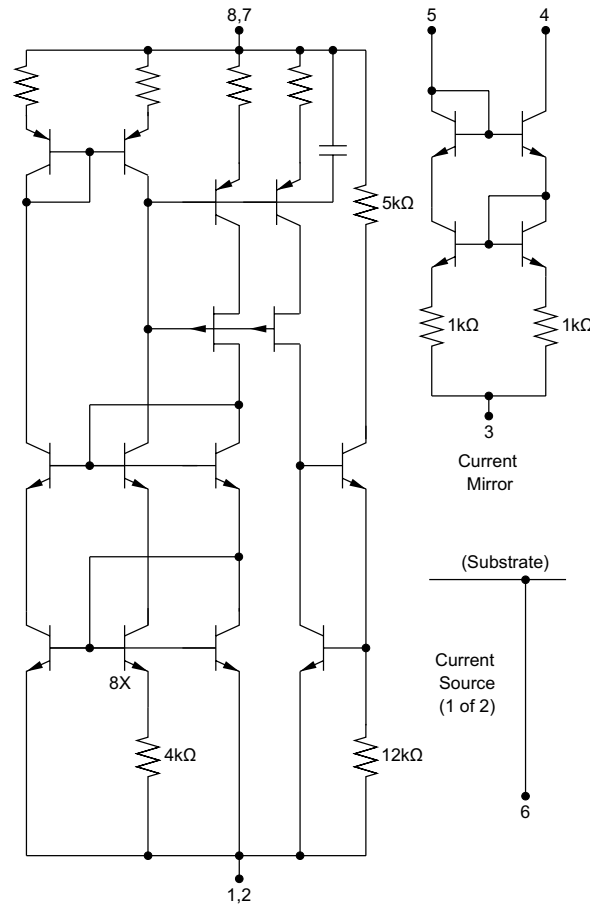 8,7
5
4
5kΩ
1kΩ
1kΩ
3
Current
Mirror
(Substrate)
8X
Current
Source
(1 of 2)
4kΩ
12kΩ
6
1,2